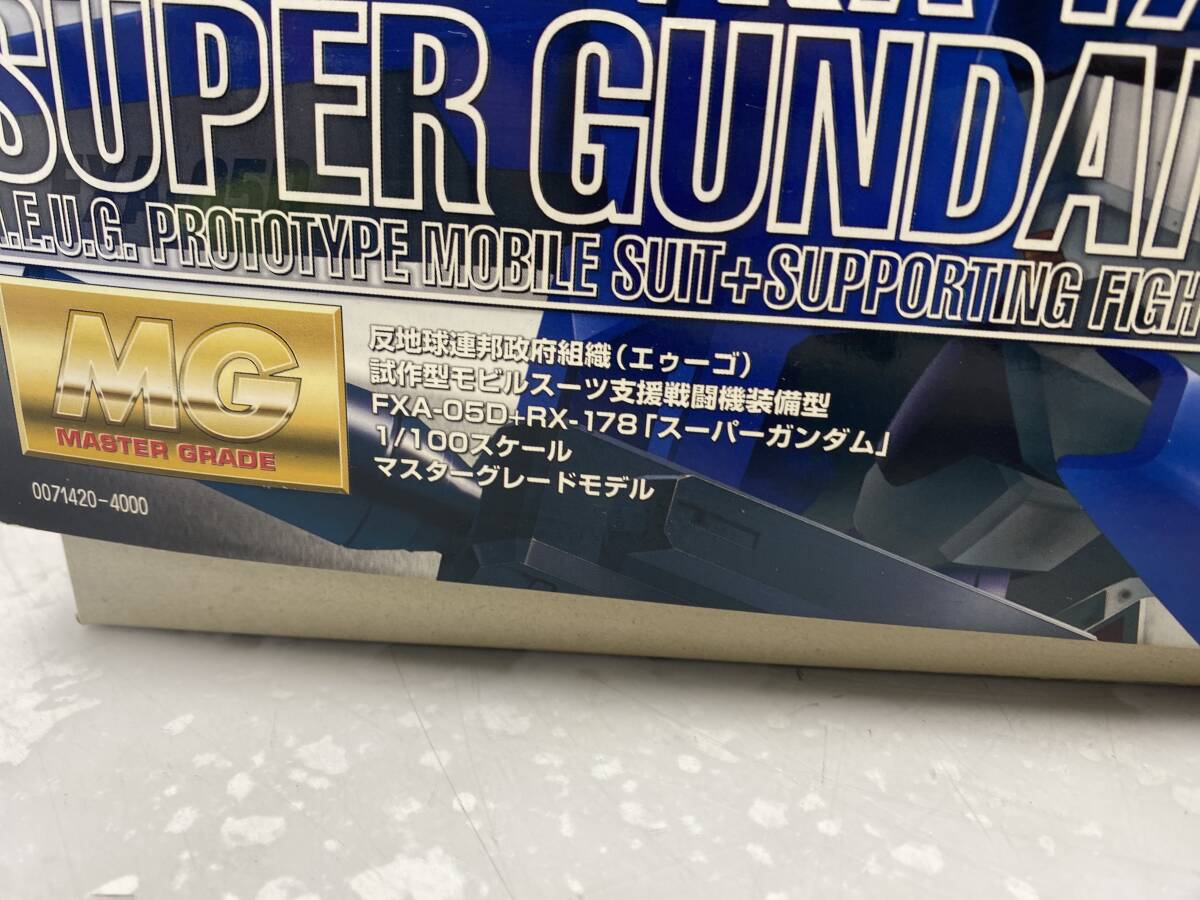 SUPER GUNDA
A.E.U.G. PROTOTYPE MOBILE SUIT+SUPPORTING FIGH
MG
MASTER GRADE
反地球連邦政府組織(エゥーゴ)
試作型モビルスーツ支援戦闘機装備型
FXA-05D+RX-178「スーパーガンダム」
1/100スケール
マスターグレードモデル
0071420-4000